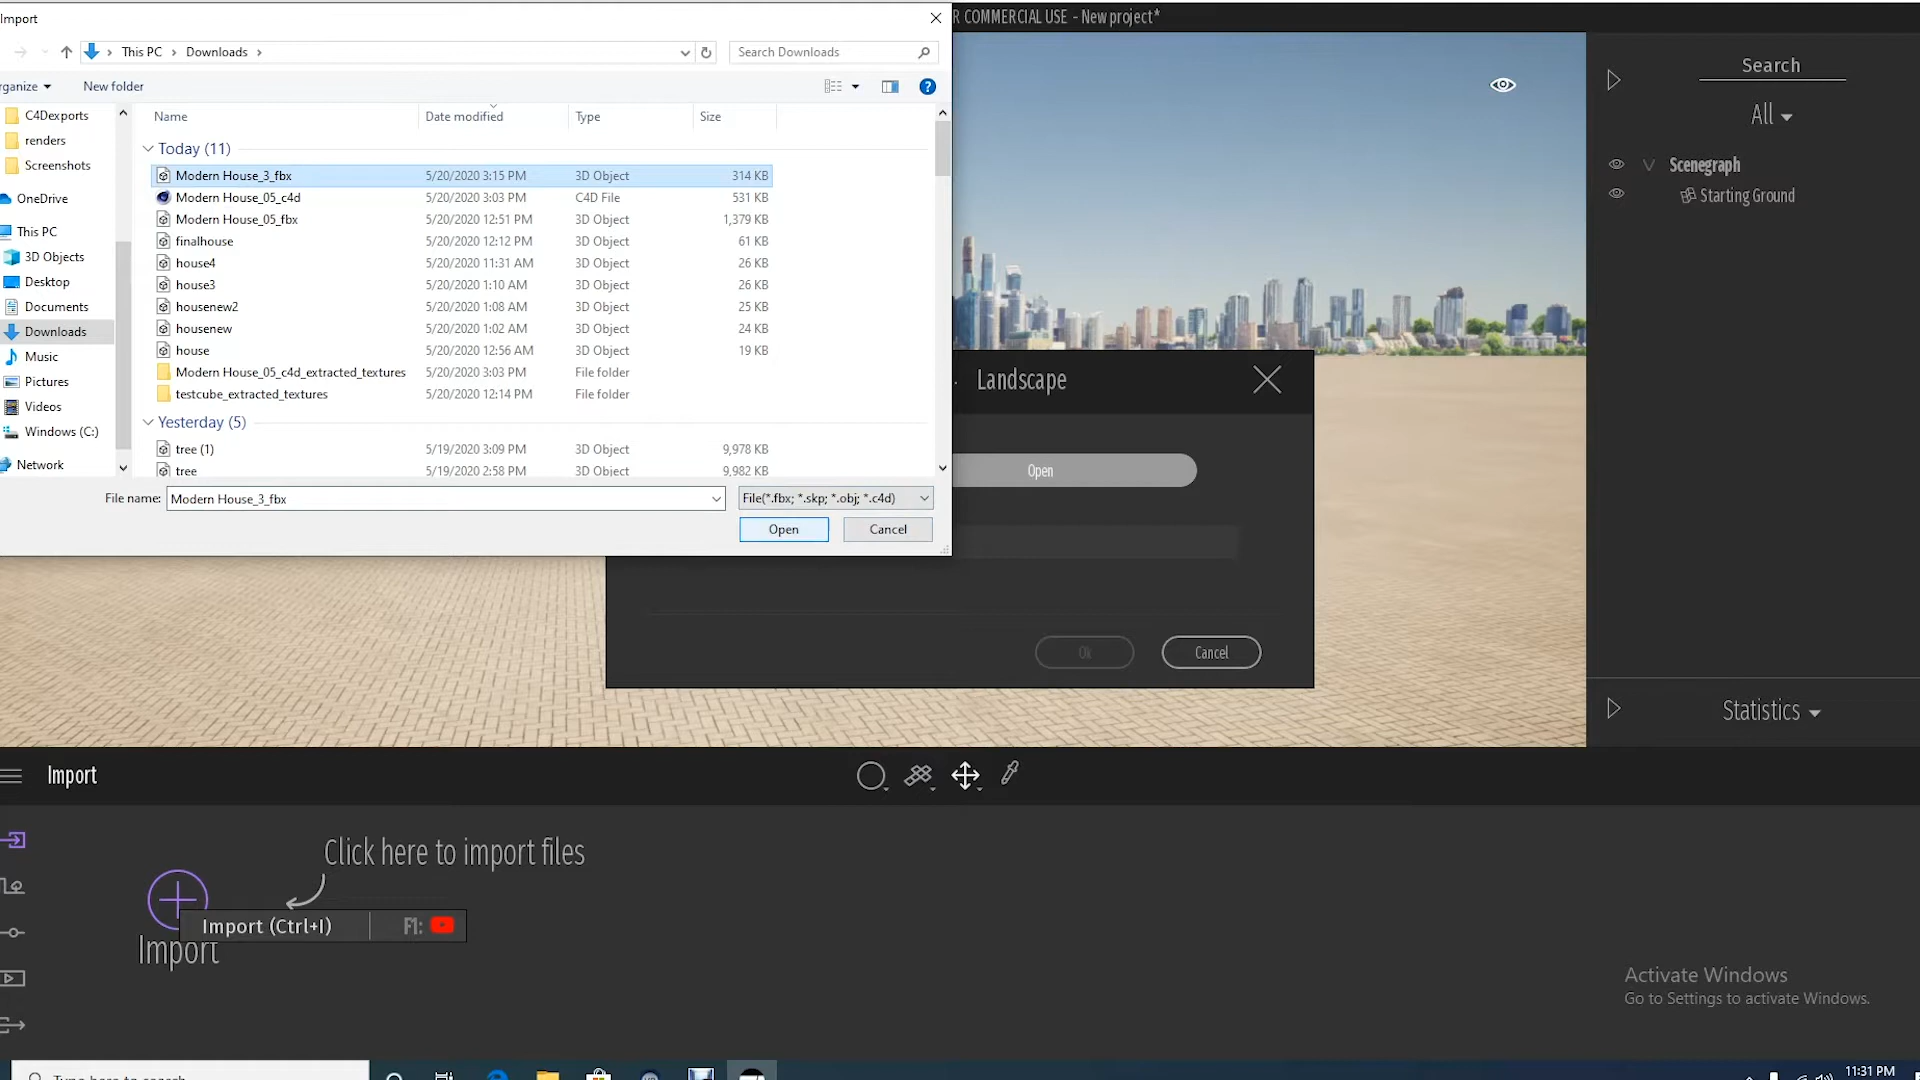 Import
R COMMERCIAL USE - New project*
This PC
Downloads
Search Downloads
rganize
New folder
Name
Date modified
Type
Size
C4Dexports
renders
Screenshots
OneDrive
This PC
3D Objects
Desktop
Documents
Downloads
Music
Pictures
Videos
Windows (C:)
Network
Today (11)
Modern House_3_fbx 5/20/2020 3:15 PM 3D Object 314 KB
Modern House_05_c4d 5/20/2020 3:03 PM C4D File 531 KB
Modern House_05_fbx 5/20/2020 12:51 PM 3D Object 1,379 KB
finalhouse 5/20/2020 12:12 PM 3D Object 61 KB
house4 5/20/2020 11:31 AM 3D Object 26 KB
house3 5/20/2020 1:10 AM 3D Object 26 KB
housenew2 5/20/2020 1:08 AM 3D Object 25 KB
housenew 5/20/2020 1:02 AM 3D Object 24 KB
house 5/20/2020 12:56 AM 3D Object 19 KB
Modern House_05_c4d_extracted_textures 5/20/2020 3:03 PM File folder
testcube_extracted_textures 5/20/2020 12:14 PM File folder
Yesterday (5)
tree (1) 5/19/2020 3:09 PM 3D Object 9,978 KB
tree 5/19/2020 2:58 PM 3D Object 9,982 KB
File name: Modern House_3_fbx
File(*.fbx; *.skp; *.obj; *.c4d)
Open
Cancel
Landscape
Open
Ok
Cancel
Search
All
Scenegraph
Starting Ground
Statistics
Import
Click here to import files
Import (Ctrl+I)
F1:
Import
Activate Windows
Go to Settings to activate Windows.
Type here to search
11:31 PM